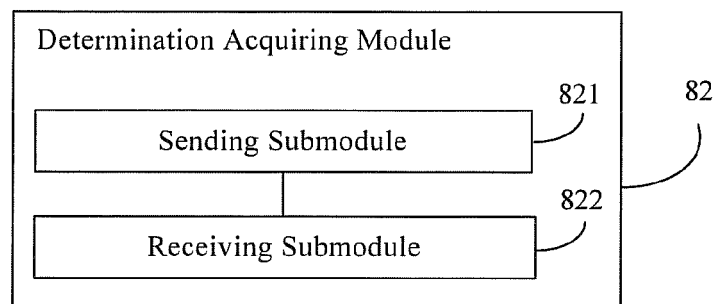 Determination Acquiring Module
821
82
Sending Submodule
822
Receiving Submodule